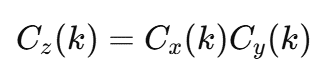 C_z(k) = C_x(k)C_y(k)